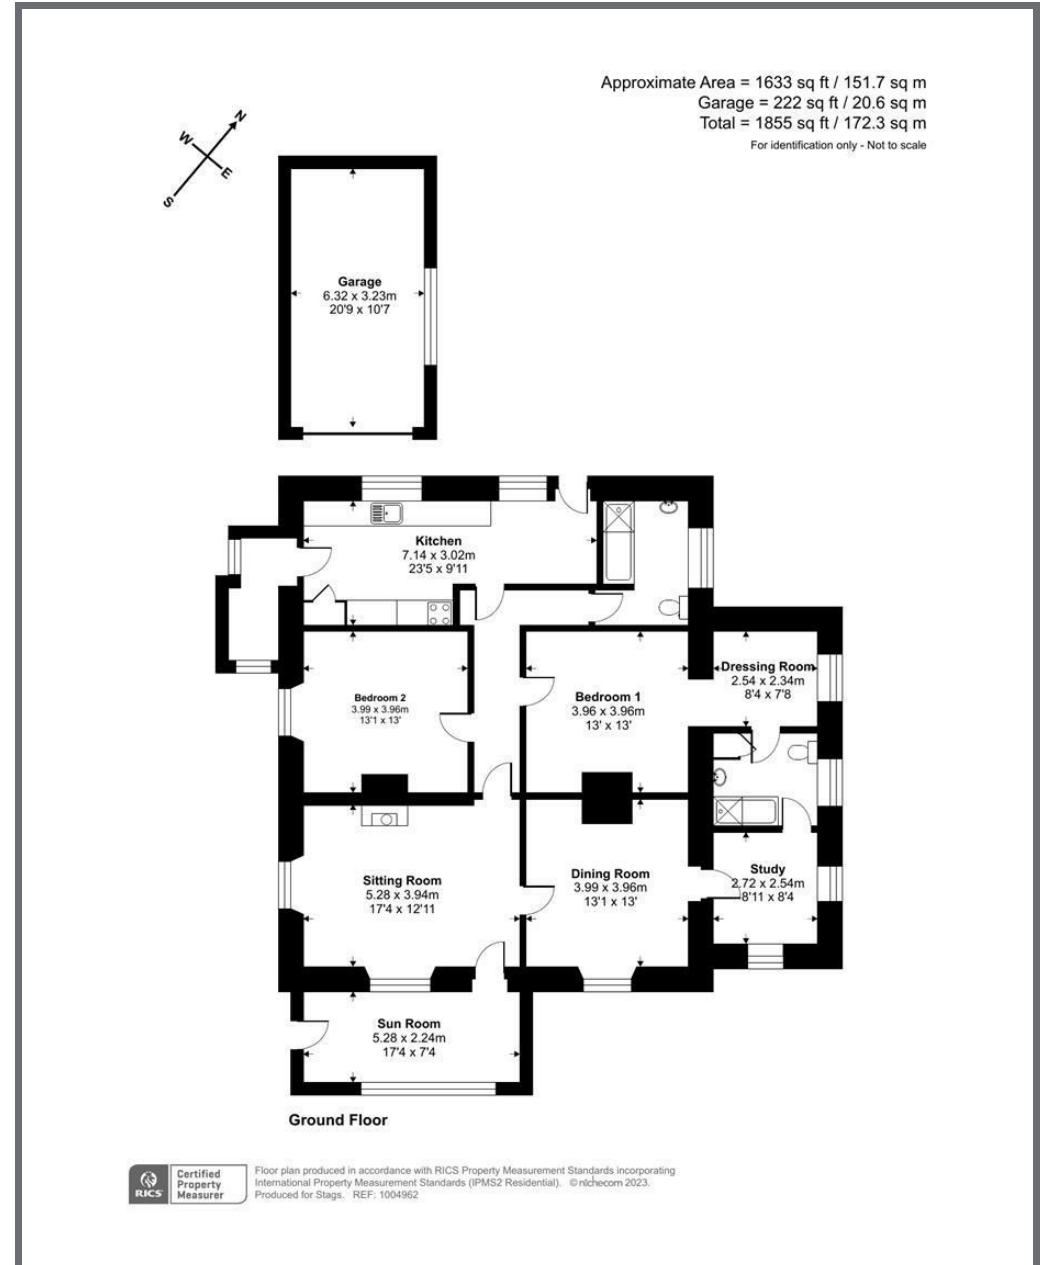 Approximate Area = 1633 sq ft / 151.7 sq m
Garage = 222 sq ft / 20.6 sq m
Total = 1855 sq ft / 172.3 sq m
For identification only - Not to scale
N
W
E
S
Garage
6.32 x 3.23m
20'9 x 10'7
Kitchen
7.14 x 3.02m
23'5 x 9'11
Bedroom 2
3.99 x 3.96m
13'1 x 13'
Bedroom 1
3.96 x 3.96m
13' x 13'
Dressing Room
2.54 x 2.34m
8'4 x 7'8
Sitting Room
5.28 x 3.94m
17'4 x 12'11
Dining Room
3.99 x 3.96m
13'1 x 13'
Study
2.72 x 2.54m
8'11 x 8'4
Sun Room
5.28 x 2.24m
17'4 x 7'4
Ground Floor
RICS
Certified
Property
Measurer
Floor plan produced in accordance with RICS Property Measurement Standards incorporating
International Property Measurement Standards (IPMS2 Residential). © nichecom 2023.
Produced for Stags. REF: 1004962